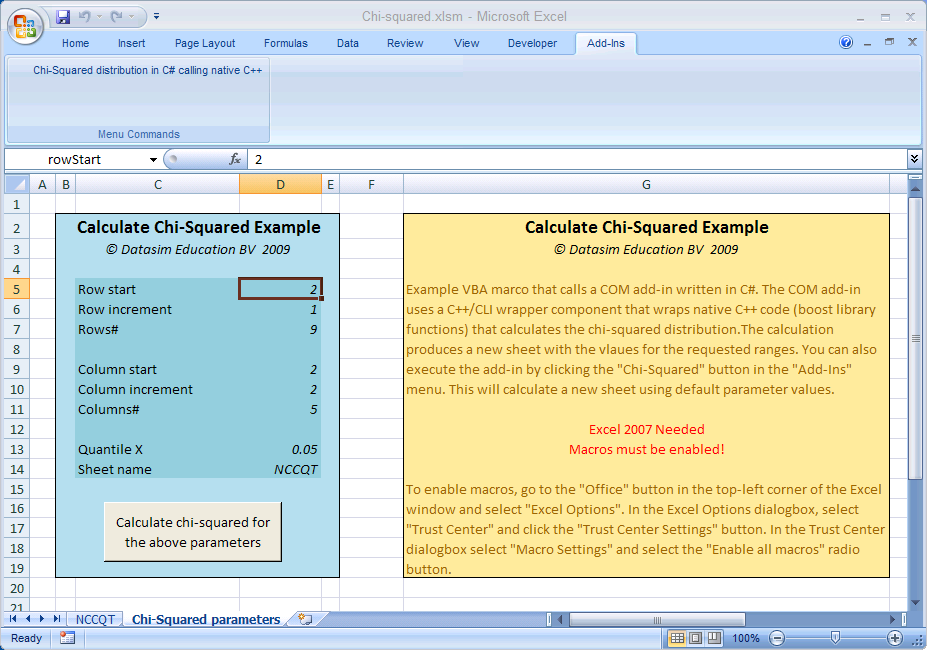 Chi-squared.xlsm - Microsoft Excel
Home Insert Page Layout Formulas Data Review View Developer Add-Ins
Chi-Squared distribution in C# calling native C++
Menu Commands
rowStart fx 2
A B C D E F G
1
2 Calculate Chi-Squared Example Calculate Chi-Squared Example
3 © Datasim Education BV 2009 © Datasim Education BV 2009
4
5 Row start 2 Example VBA marco that calls a COM add-in written in C#. The COM add-in
6 Row increment 1 uses a C++/CLI wrapper component that wraps native C++ code (boost library
7 Rows# 9 functions) that calculates the chi-squared distribution.The calculation
8 produces a new sheet with the vlaues for the requested ranges. You can also
9 Column start 2 execute the add-in by clicking the "Chi-Squared" button in the "Add-Ins"
10 Column increment 2 menu. This will calculate a new sheet using default parameter values.
11 Columns# 5
12 Excel 2007 Needed
13 Quantile X 0.05 Macros must be enabled!
14 Sheet name NCCQT
15 To enable macros, go to the "Office" button in the top-left corner of the Excel
16 Calculate chi-squared for window and select "Excel Options". In the Excel Options dialogbox, select
17 the above parameters "Trust Center" and click the "Trust Center Settings" button. In the Trust Center
18 dialogbox select "Macro Settings" and select the "Enable all macros" radio
19 button.
20
21
NCCQT Chi-Squared parameters
Ready 100%